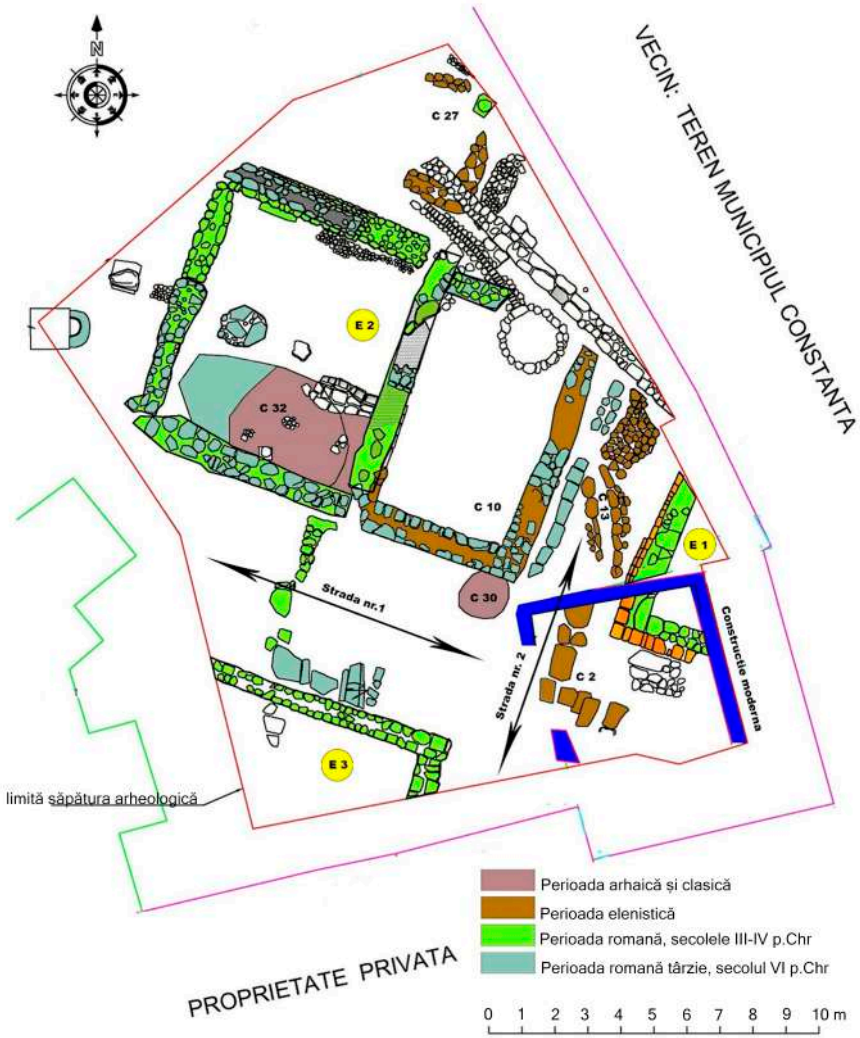 N
VECIN: TEREN MUNICIPIUL CONSTANTA
C 27
E 2
C 32
C 10
C 13
E 1
C 30
Strada nr.1
Strada nr. 2
C 2
Constructie moderna
E 3
limită săpătura arheologică
Perioada arhaică și clasică
Perioada elenistică
Perioada romană, secolele III-IV p.Chr
Perioada romană târzie, secolul VI p.Chr
PROPRIETATE PRIVATA
0 1 2 3 4 5 6 7 8 9 10 m